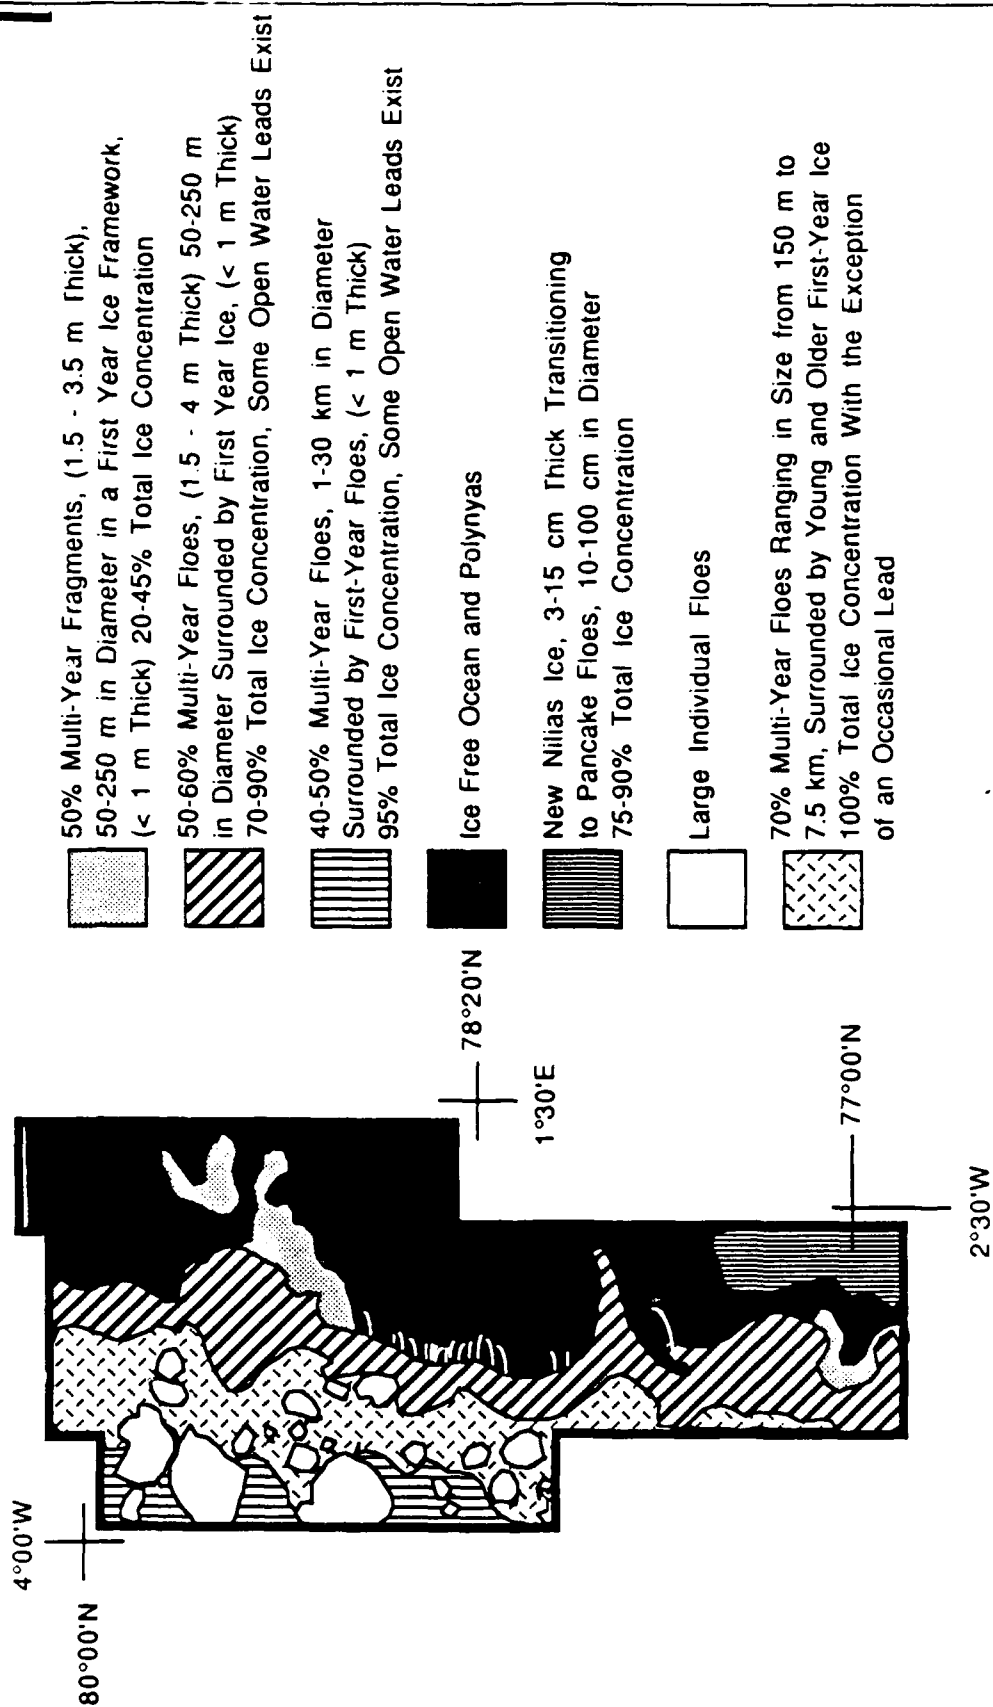 4°00'W
80°00'N
78°20'N
1°30'E
77°00'N
2°30'W
50% Multi-Year Fragments, (1.5 - 3.5 m Thick),
50-250 m in Diameter in a First Year Ice Framework,
(< 1 m Thick) 20-45% Total Ice Concentration
50-60% Multi-Year Floes, (1.5 - 4 m Thick) 50-250 m
in Diameter Surrounded by First Year Ice, (< 1 m Thick)
70-90% Total Ice Concentration, Some Open Water Leads Exist
40-50% Multi-Year Floes, 1-30 km in Diameter
Surrounded by First-Year Floes, (< 1 m Thick)
95% Total Ice Concentration, Some Open Water Leads Exist
Ice Free Ocean and Polynyas
New Nilias Ice, 3-15 cm Thick Transitioning
to Pancake Floes, 10-100 cm in Diameter
75-90% Total Ice Concentration
Large Individual Floes
70% Multi-Year Floes Ranging in Size from 150 m to
7.5 km, Surrounded by Young and Older First-Year Ice
100% Total Ice Concentration With the Exception
of an Occasional Lead